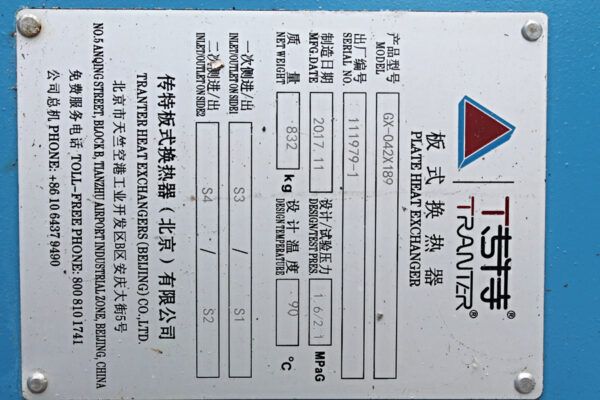 传特®
TRANTER®
板式换热器
PLATE HEAT EXCHANGER
产品型号 GX-042X189
MODEL
出厂编号 111979-1
SERIAL NO.
制造日期 2017.11 设计/试验压力 1.6/2.1 MPaG
MFG.DATE DESIGN/TEST PRES.
质量 832 kg 设计温度 90 °C
NET WEIGHT DESIGN TEMPERATURE
一次侧进/出 S3 / S1
INLET/OUTLET ON SIDE1
二次侧进/出 S4 / S2
INLET/OUTLET ON SIDE2
传特板式换热器(北京)有限公司
TRANTER HEAT EXCHANGERS (BEIJING) CO.,LTD.
北京市天竺空港工业开发区B区安庆大街5号
NO.5 ANQING STREET, BLOCK B, TIANZHU AIRPORT INDUSTRIAL ZONE, BEIJING, CHINA
免费服务电话 TOLL-FREE PHONE: 800 810 1741
公司总机 PHONE: +86 10 6437 9490